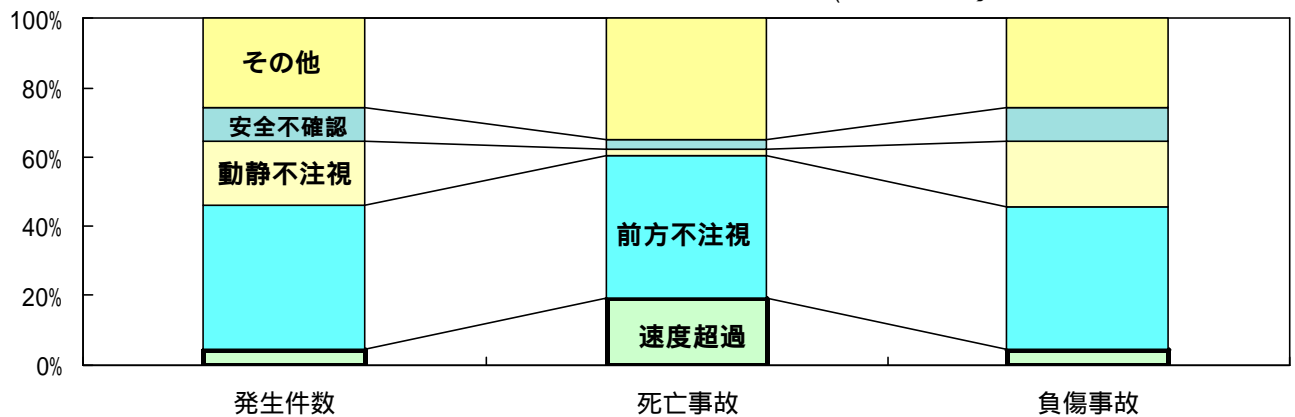 100%
80%
60%
40%
20%
0%
その他
安全不確認
動静不注視
前方不注視
速度超過
発生件数
死亡事故
負傷事故